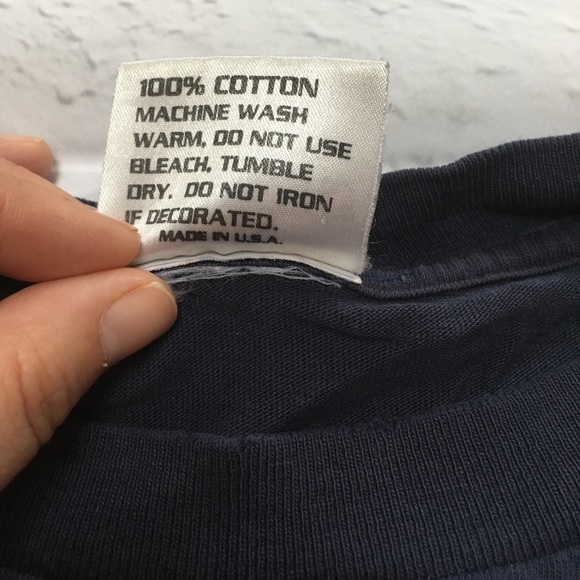 100% COTTON
MACHINE WASH
WARM, DO NOT USE
BLEACH, TUMBLE
DRY. DO NOT IRON
IF DECORATED.
MADE IN U.S.A.